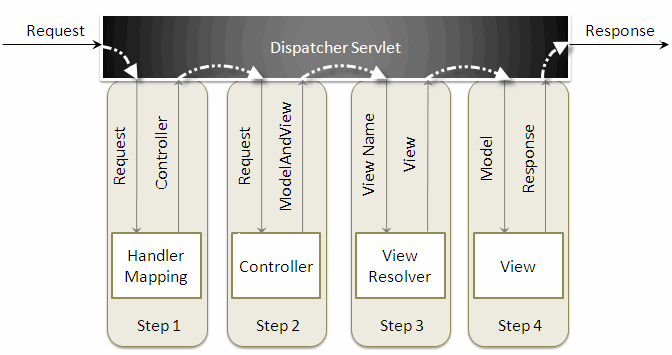 Request
Dispatcher Servlet
Response
Request
Controller
Handler
Mapping
Step 1
Request
ModelAndView
Controller
Step 2
View Name
View
View
Resolver
Step 3
Model
Response
View
Step 4